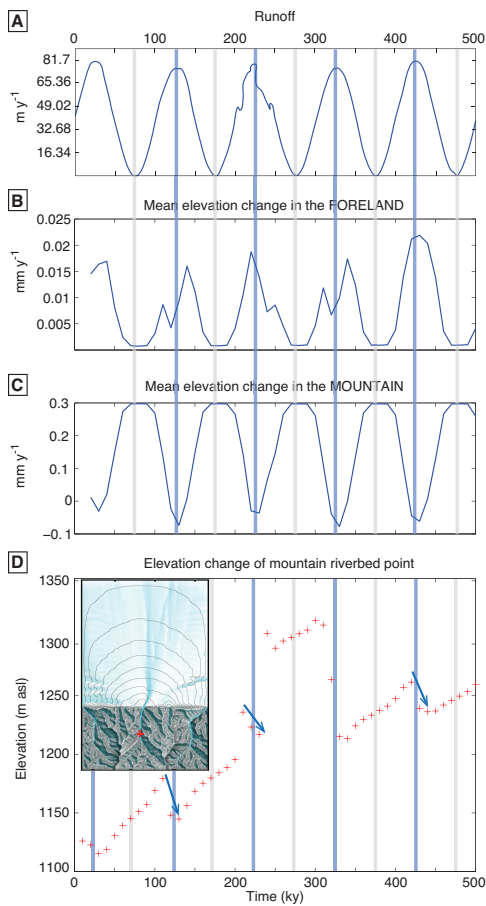 A
Runoff
0 100 200 300 400 500
81.7
65.36
49.02
32.68
16.34
m y-1
B
Mean elevation change in the FORELAND
0.025
0.02
0.015
0.01
0.005
mm y-1
C
Mean elevation change in the MOUNTAIN
0.3
0.2
0.1
0
−0. 1
mm y-1
D
Elevation change of mountain riverbed point
1350
1300
1250
1220
1150
1100
Elevation (m asl)
0 100 200 300 400 500
Time (ky)